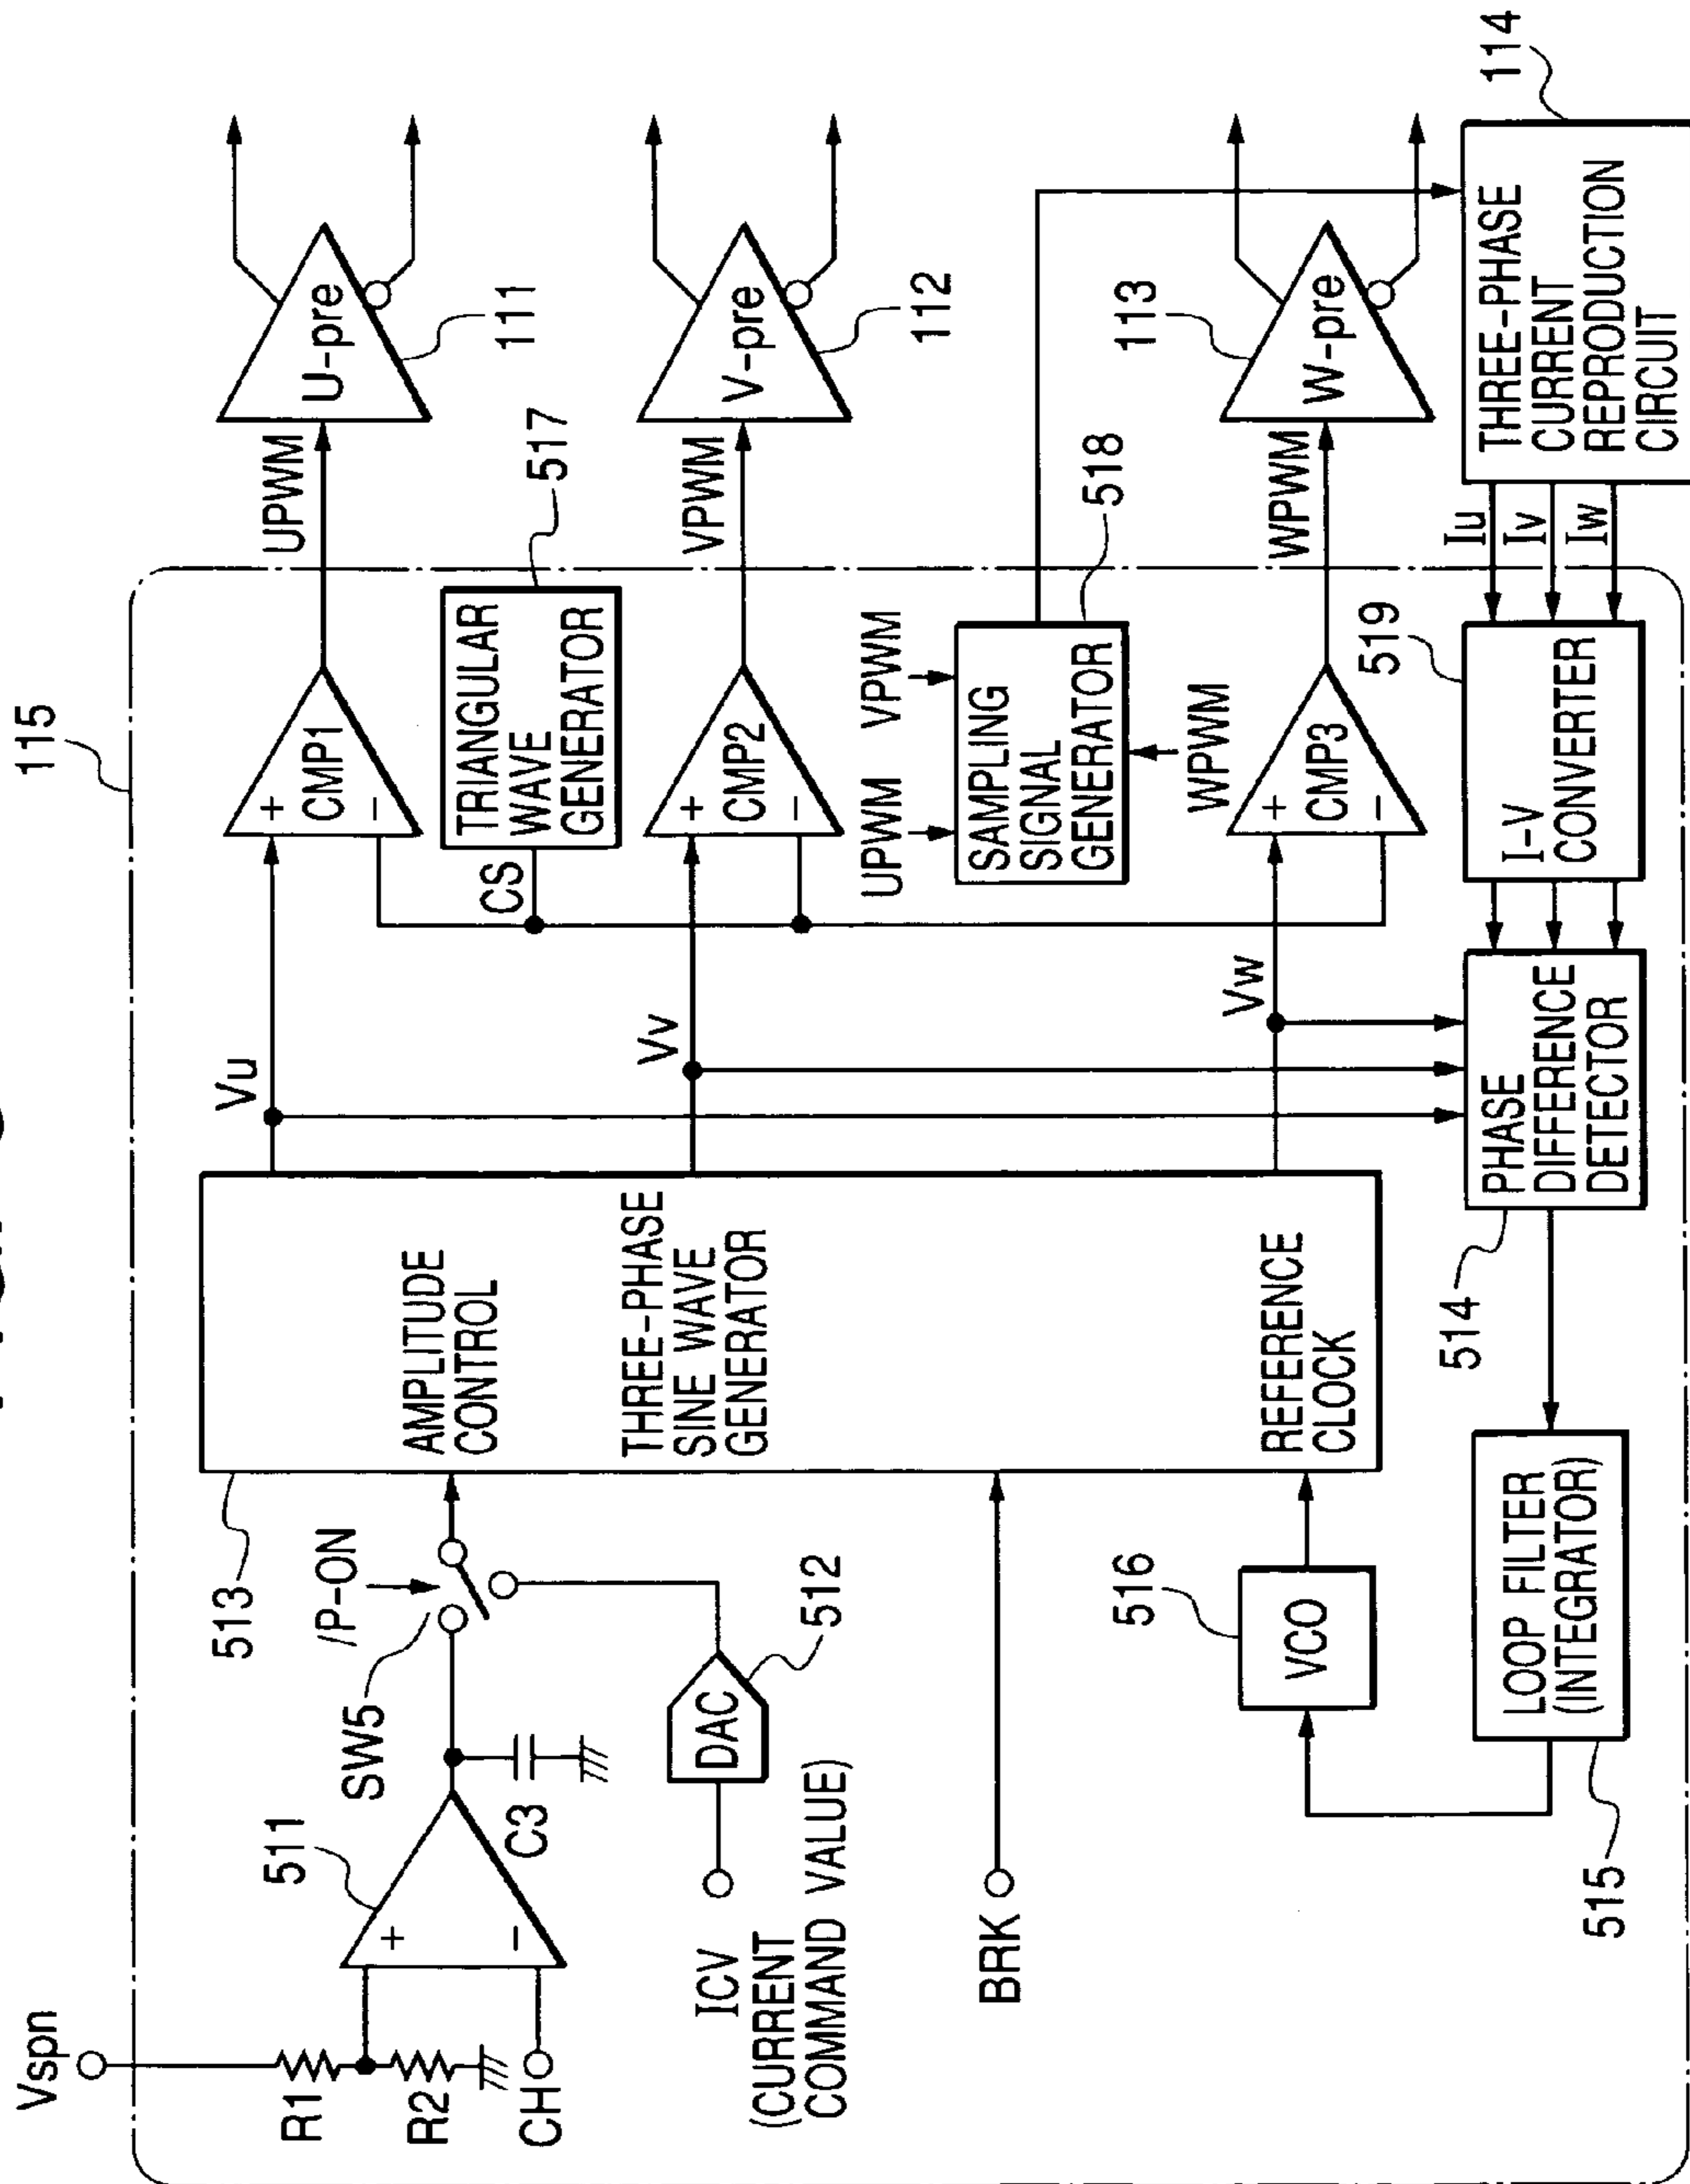 115
Vspn
R1
R2
CH
+
−
511
C3
SW5
/P-ON
513
ICV
(CURRENT
COMMAND VALUE)
DAC
512
BRK
AMPLITUDE
CONTROL
THREE-PHASE
SINE WAVE
GENERATOR
REFERENCE
CLOCK
516
VCO
LOOP FILTER
(INTEGRATOR)
515
Vu
Vv
Vw
514
PHASE
DIFFERENCE
DETECTOR
+
CMP1
−
CS
TRIANGULAR
WAVE
GENERATOR
517
+
CMP2
−
UPWM
VPWM
SAMPLING
SIGNAL
GENERATOR
518
WPWM
+
CMP3
−
519
I-V
CONVERTER
UPWM
VPWM
WPWM
Iu
Iv
Iw
U-pre
111
V-pre
112
W-pre
113
THREE-PHASE
CURRENT
REPRODUCTION
CIRCUIT
114